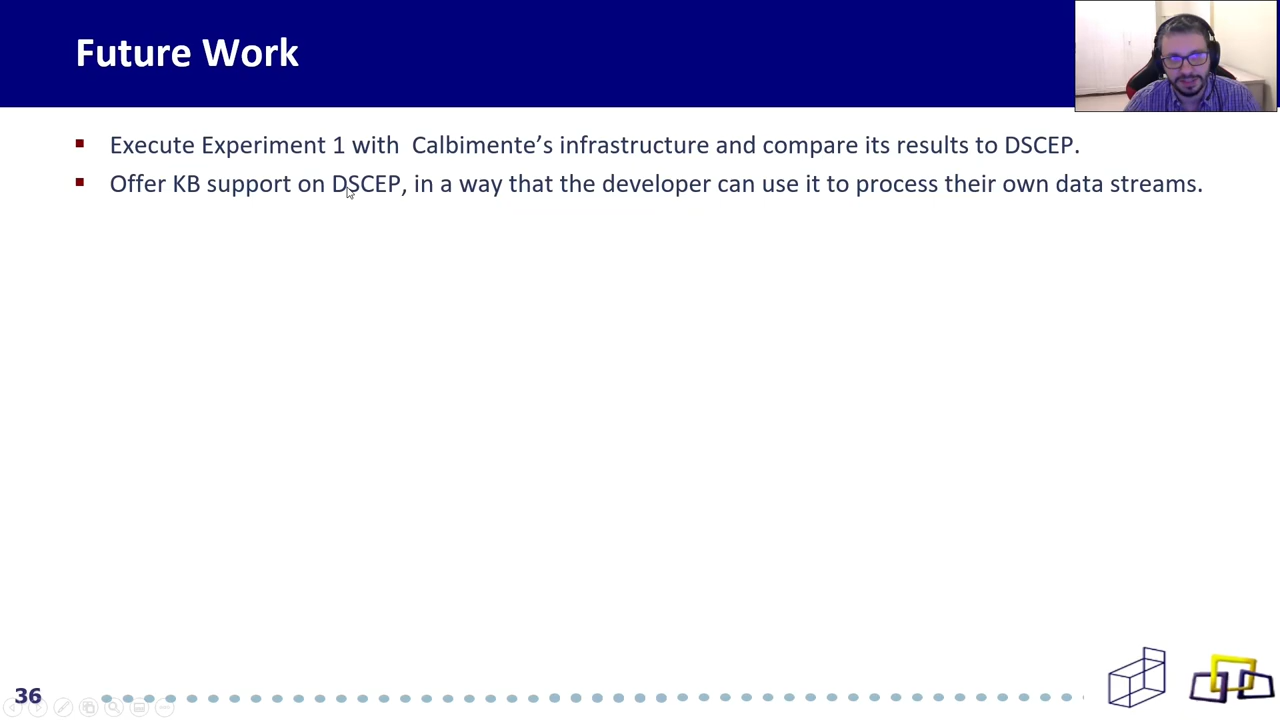 Future Work
Execute Experiment 1 with  Calbimente’s infrastructure and compare its results to DSCEP.
Offer KB support on DSCEP, in a way that the developer can use it to process their own data streams.
36